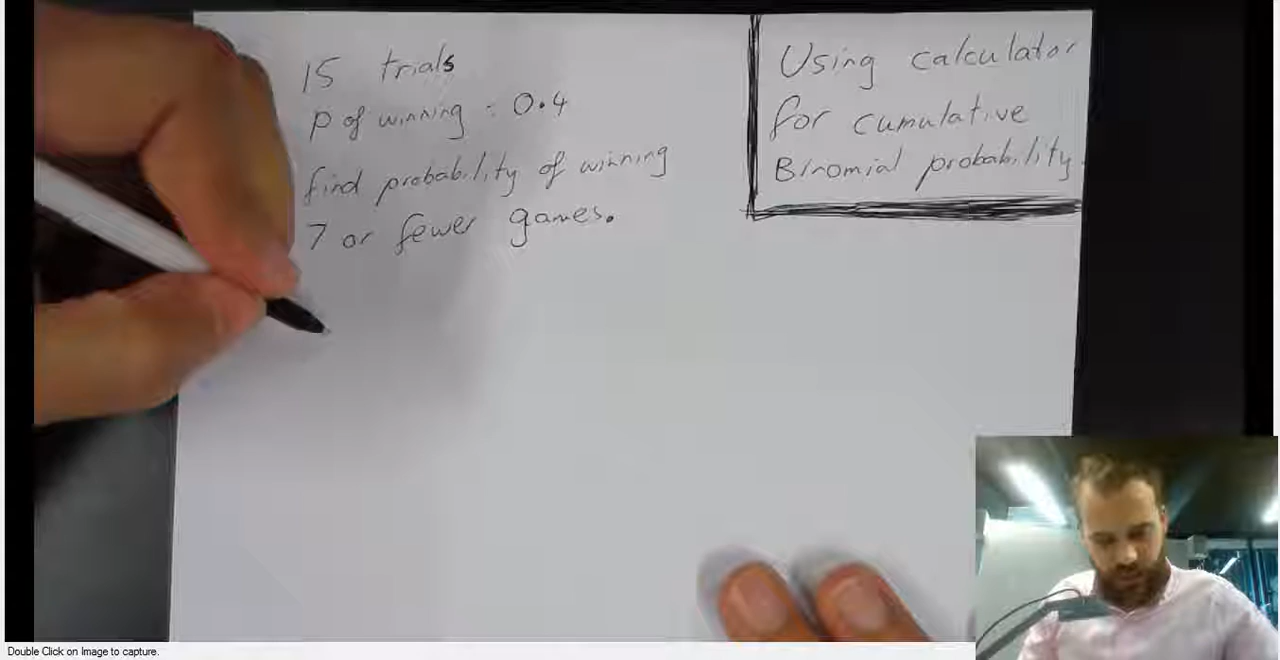 15 trials
p of winning = 0.4
find probability of winning
7 or fewer games.
Using calculator
for cumulative
Binomial probability
Double Click on Image to capture.